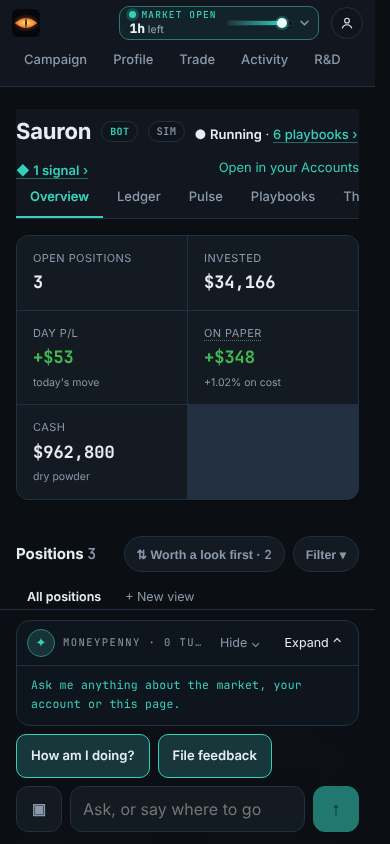 MARKET OPEN
1h left
Campaign Profile Trade Activity R&D
Sauron BOT SIM Running · 6 playbooks ›
1 signal › Open in your Accounts
Overview Ledger Pulse Playbooks Th
OPEN POSITIONS INVESTED
3 $34,166
DAY P/L ON PAPER
+$53 +$348
today's move +1.02% on cost
CASH
$962,800
dry powder
Positions 3 ⇅ Worth a look first · 2 Filter ▾
All positions + New view
MONEYPENNY · 0 TU… Hide Expand
Ask me anything about the market, your
account or this page.
How am I doing? File feedback
Ask, or say where to go